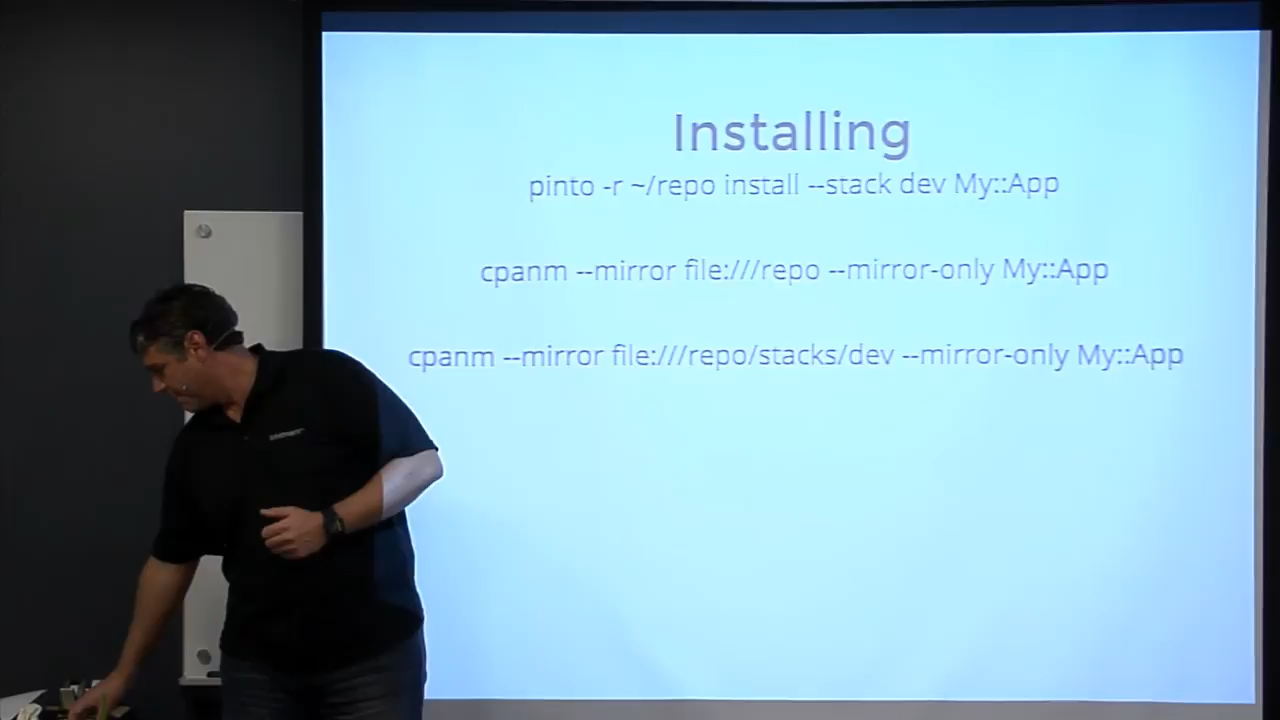 Installing
pinto -r ~/repo install --stack dev My::App
cpanm --mirror file:///repo --mirror-only My::App
cpanm --mirror file:///repo/stacks/dev --mirror-only My::App